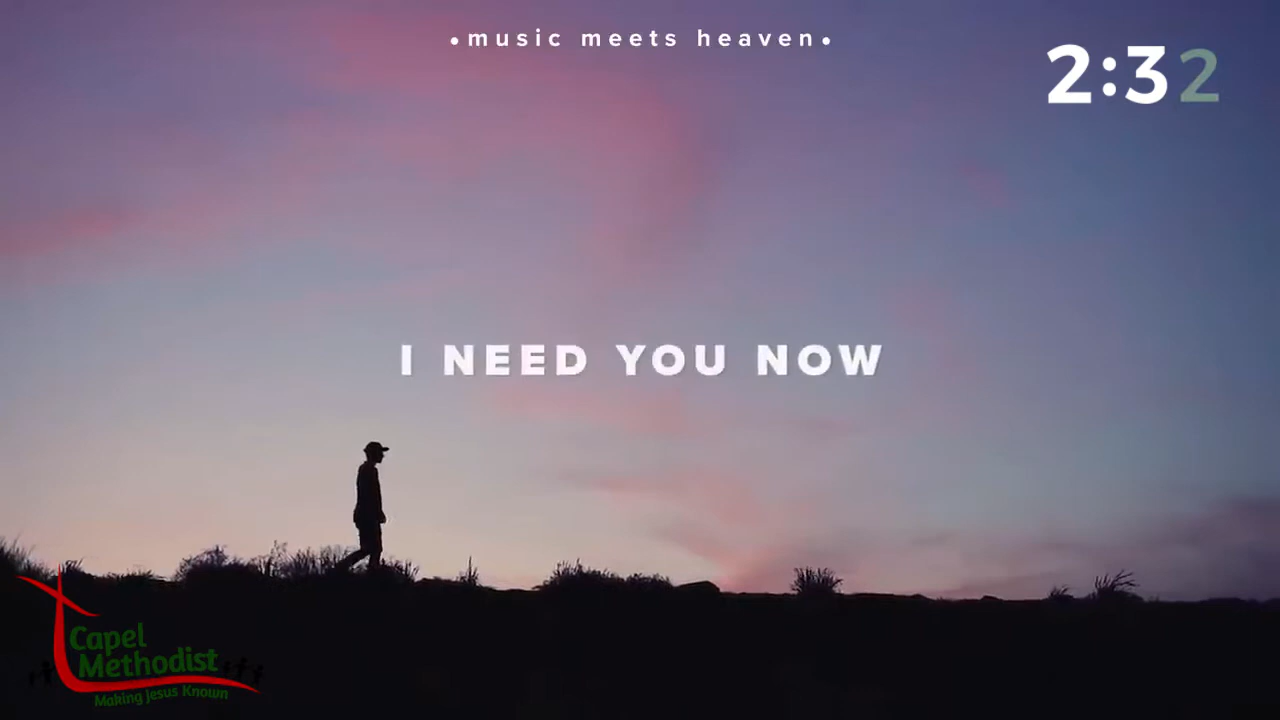 •music meets heaven•
2:32
I NEED YOU NOW
Capel
Methodist
Making Jesus Known